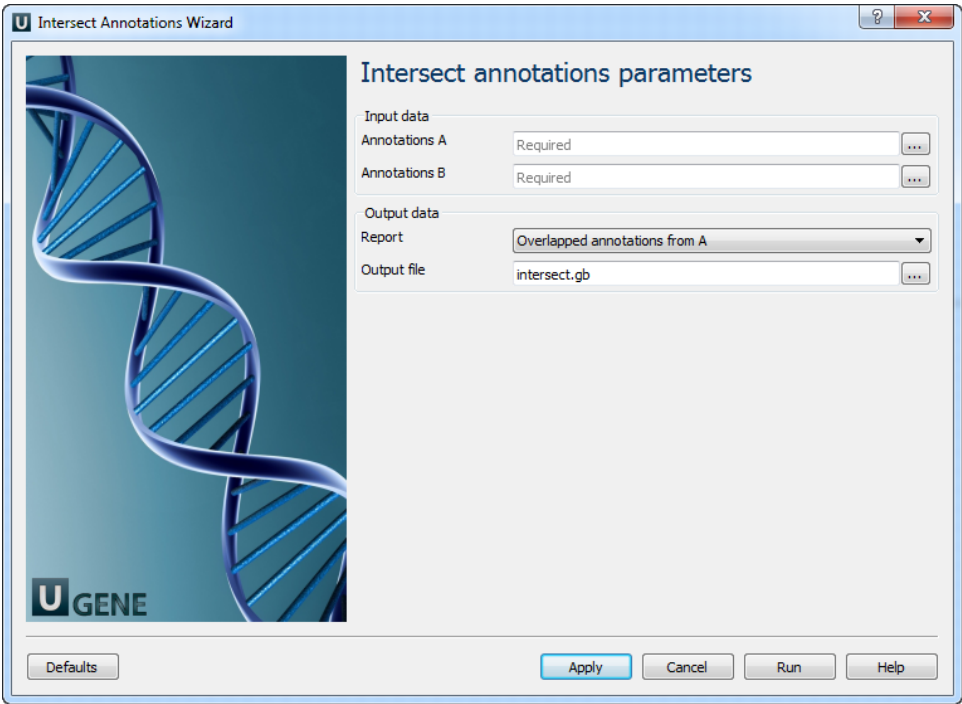 U Intersect Annotations Wizard ?
Intersect annotations parameters
Input data
Annotations A Required ...
Annotations B Required ...
Output data
Report Overlapped annotations from A
Output file intersect.gb ...
U GENE
Defaults Apply Cancel Run Help